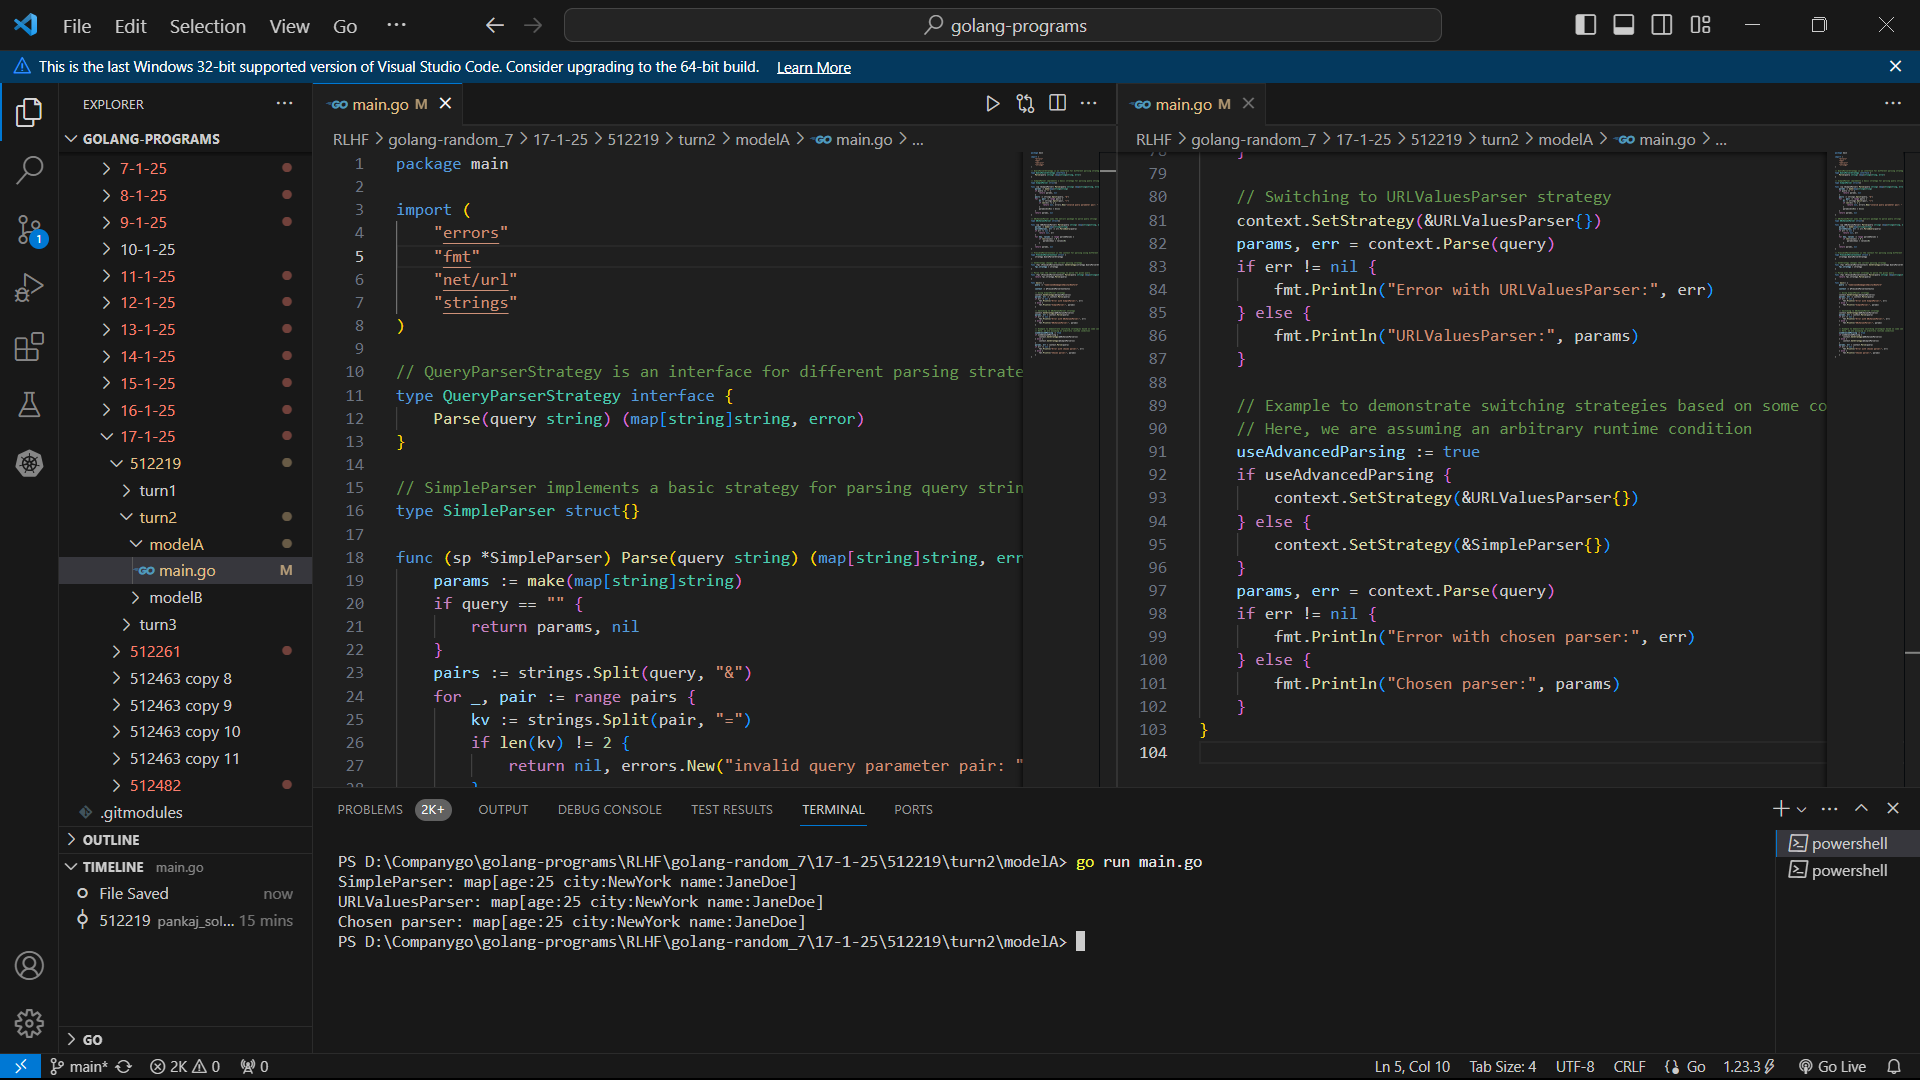 File Edit Selection View Go ···
golang-programs
This is the last Windows 32-bit supported version of Visual Studio Code. Consider upgrading to the 64-bit build. Learn More
EXPLORER
GOLANG-PROGRAMS
7-1-25
8-1-25
9-1-25
10-1-25
11-1-25
12-1-25
13-1-25
14-1-25
15-1-25
16-1-25
17-1-25
512219
turn1
turn2
modelA
main.go M
modelB
turn3
512261
512463 copy 8
512463 copy 9
512463 copy 10
512463 copy 11
512482
.gitmodules
OUTLINE
TIMELINE main.go
File Saved now
512219 pankaj_sol... 15 mins
GO
1
GO main.go M
RLHF > golang-random_7 > 17-1-25 > 512219 > turn2 > modelA > GO main.go > ...
1 package main
2
3 import (
4 "errors"
5 "fmt"
6 "net/url"
7 "strings"
8 )
9
10 // QueryParserStrategy is an interface for different parsing strate
11 type QueryParserStrategy interface {
12 Parse(query string) (map[string]string, error)
13 }
14
15 // SimpleParser implements a basic strategy for parsing query strin
16 type SimpleParser struct{}
17
18 func (sp *SimpleParser) Parse(query string) (map[string]string, err
19 params := make(map[string]string)
20 if query == "" {
21 return params, nil
22 }
23 pairs := strings.Split(query, "&")
24 for _, pair := range pairs {
25 kv := strings.Split(pair, "=")
26 if len(kv) != 2 {
27 return nil, errors.New("invalid query parameter pair: "
28 }
GO main.go M
RLHF > golang-random_7 > 17-1-25 > 512219 > turn2 > modelA > GO main.go > ...
78 }
79
80 // Switching to URLValuesParser strategy
81 context.SetStrategy(&URLValuesParser{})
82 params, err = context.Parse(query)
83 if err != nil {
84 fmt.Println("Error with URLValuesParser:", err)
85 } else {
86 fmt.Println("URLValuesParser:", params)
87 }
88
89 // Example to demonstrate switching strategies based on some co
90 // Here, we are assuming an arbitrary runtime condition
91 useAdvancedParsing := true
92 if useAdvancedParsing {
93 context.SetStrategy(&URLValuesParser{})
94 } else {
95 context.SetStrategy(&SimpleParser{})
96 }
97 params, err = context.Parse(query)
98 if err != nil {
99 fmt.Println("Error with chosen parser:", err)
100 } else {
101 fmt.Println("Chosen parser:", params)
102 }
103 }
104
PROBLEMS 2K+ OUTPUT DEBUG CONSOLE TEST RESULTS TERMINAL PORTS
PS D:\Companygo\golang-programs\RLHF\golang-random_7\17-1-25\512219\turn2\modelA> go run main.go
SimpleParser: map[age:25 city:NewYork name:JaneDoe]
URLValuesParser: map[age:25 city:NewYork name:JaneDoe]
Chosen parser: map[age:25 city:NewYork name:JaneDoe]
PS D:\Companygo\golang-programs\RLHF\golang-random_7\17-1-25\512219\turn2\modelA>
powershell
powershell
main* 2K 0 0
Ln 5, Col 10 Tab Size: 4 UTF-8 CRLF {} Go 1.23.3 Go Live